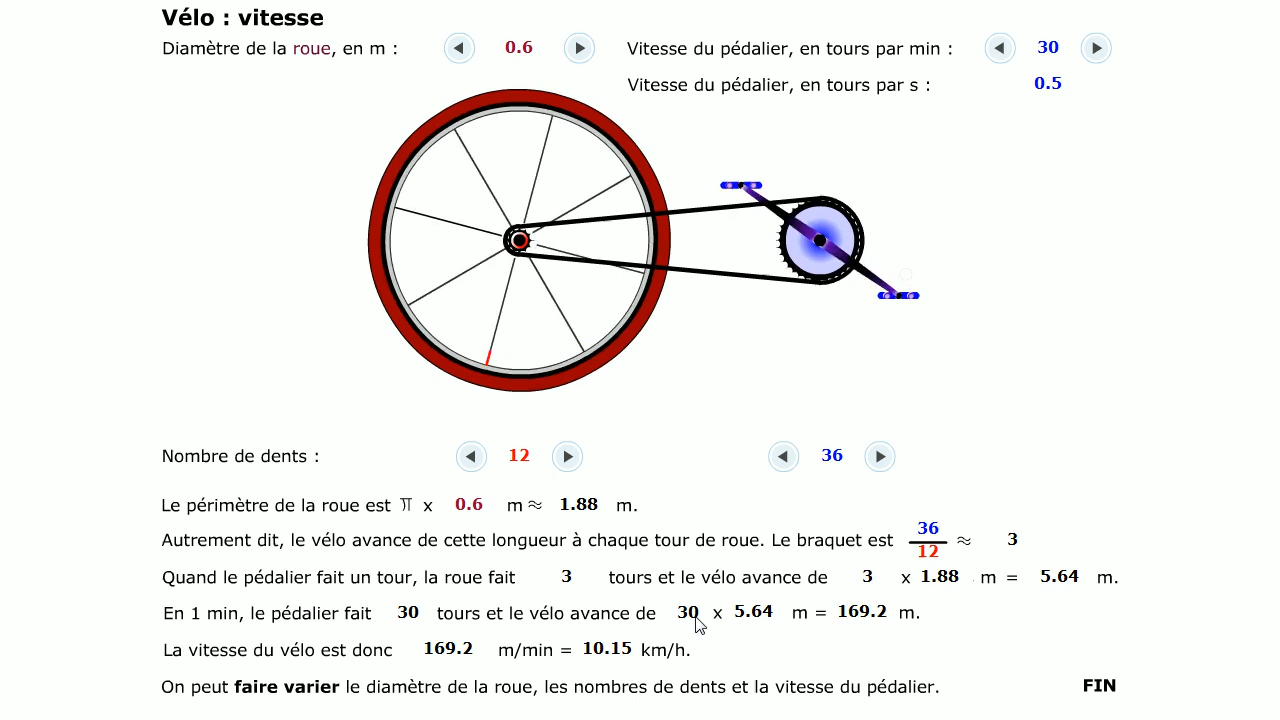 Vélo : vitesse
Diamètre de la roue, en m : 0.6 Vitesse du pédalier, en tours par min : 30
Vitesse du pédalier, en tours par s : 0.5
Nombre de dents : 12 36
Le périmètre de la roue est π x 0.6 m ≈ 1.88 m.
Autrement dit, le vélo avance de cette longueur à chaque tour de roue. Le braquet est 36/12 ≈ 3
Quand le pédalier fait un tour, la roue fait 3 tours et le vélo avance de 3 x 1.88 m = 5.64 m.
En 1 min, le pédalier fait 30 tours et le vélo avance de 30 x 5.64 m = 169.2 m.
La vitesse du vélo est donc 169.2 m/min = 10.15 km/h.
On peut faire varier le diamètre de la roue, les nombres de dents et la vitesse du pédalier. FIN